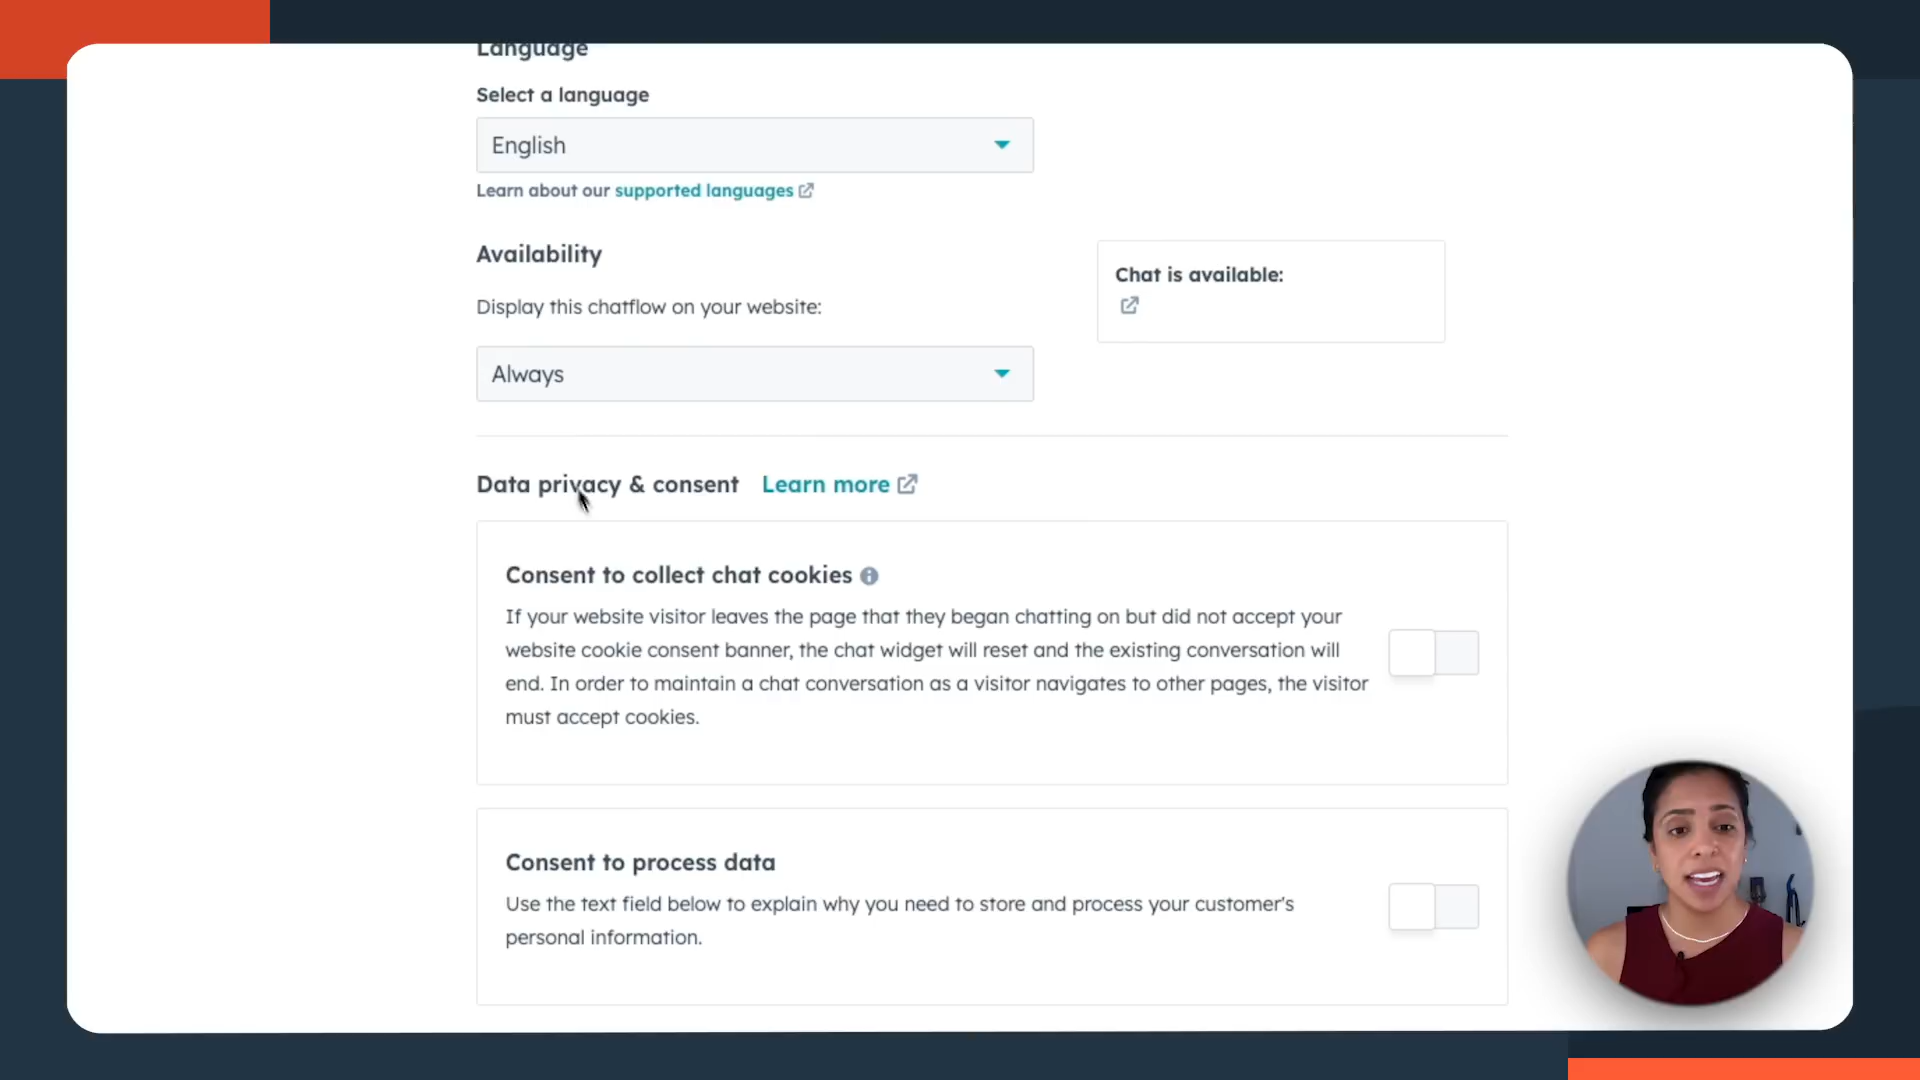 Language
Select a language
English
Learn about our supported languages
Availability
Display this chatflow on your website:
Always
Chat is available:
Data privacy & consent Learn more
Consent to collect chat cookies
If your website visitor leaves the page that they began chatting on but did not accept your
website cookie consent banner, the chat widget will reset and the existing conversation will
end. In order to maintain a chat conversation as a visitor navigates to other pages, the visitor
must accept cookies.
Consent to process data
Use the text field below to explain why you need to store and process your customer's
personal information.